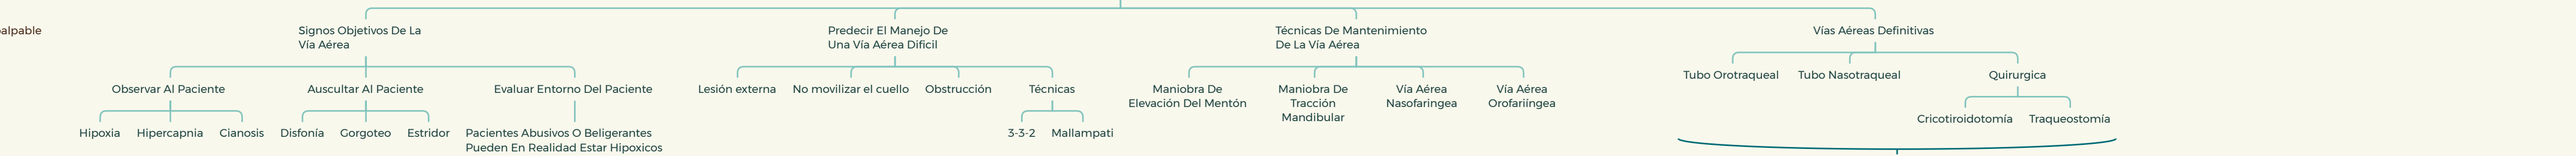 alpable
Signos Objetivos De La
Vía Aérea
Predecir El Manejo De
Una Vía Aérea Dificil
Técnicas De Mantenimiento
De La Vía Aérea
Vías Aéreas Definitivas
Tubo Orotraqueal
Tubo Nasotraqueal
Quirurgica
Observar Al Paciente
Auscultar Al Paciente
Evaluar Entorno Del Paciente
Lesión externa
No movilizar el cuello
Obstrucción
Técnicas
Maniobra De
Elevación Del Mentón
Maniobra De
Tracción
Mandibular
Vía Aérea
Nasofaringea
Vía Aérea
Orofariíngea
Cricotiroidotomía
Traqueostomía
Hipoxia
Hipercapnia
Cianosis
Disfonía
Gorgoteo
Estridor
Pacientes Abusivos O Beligerantes
Pueden En Realidad Estar Hipoxicos
3-3-2
Mallampati